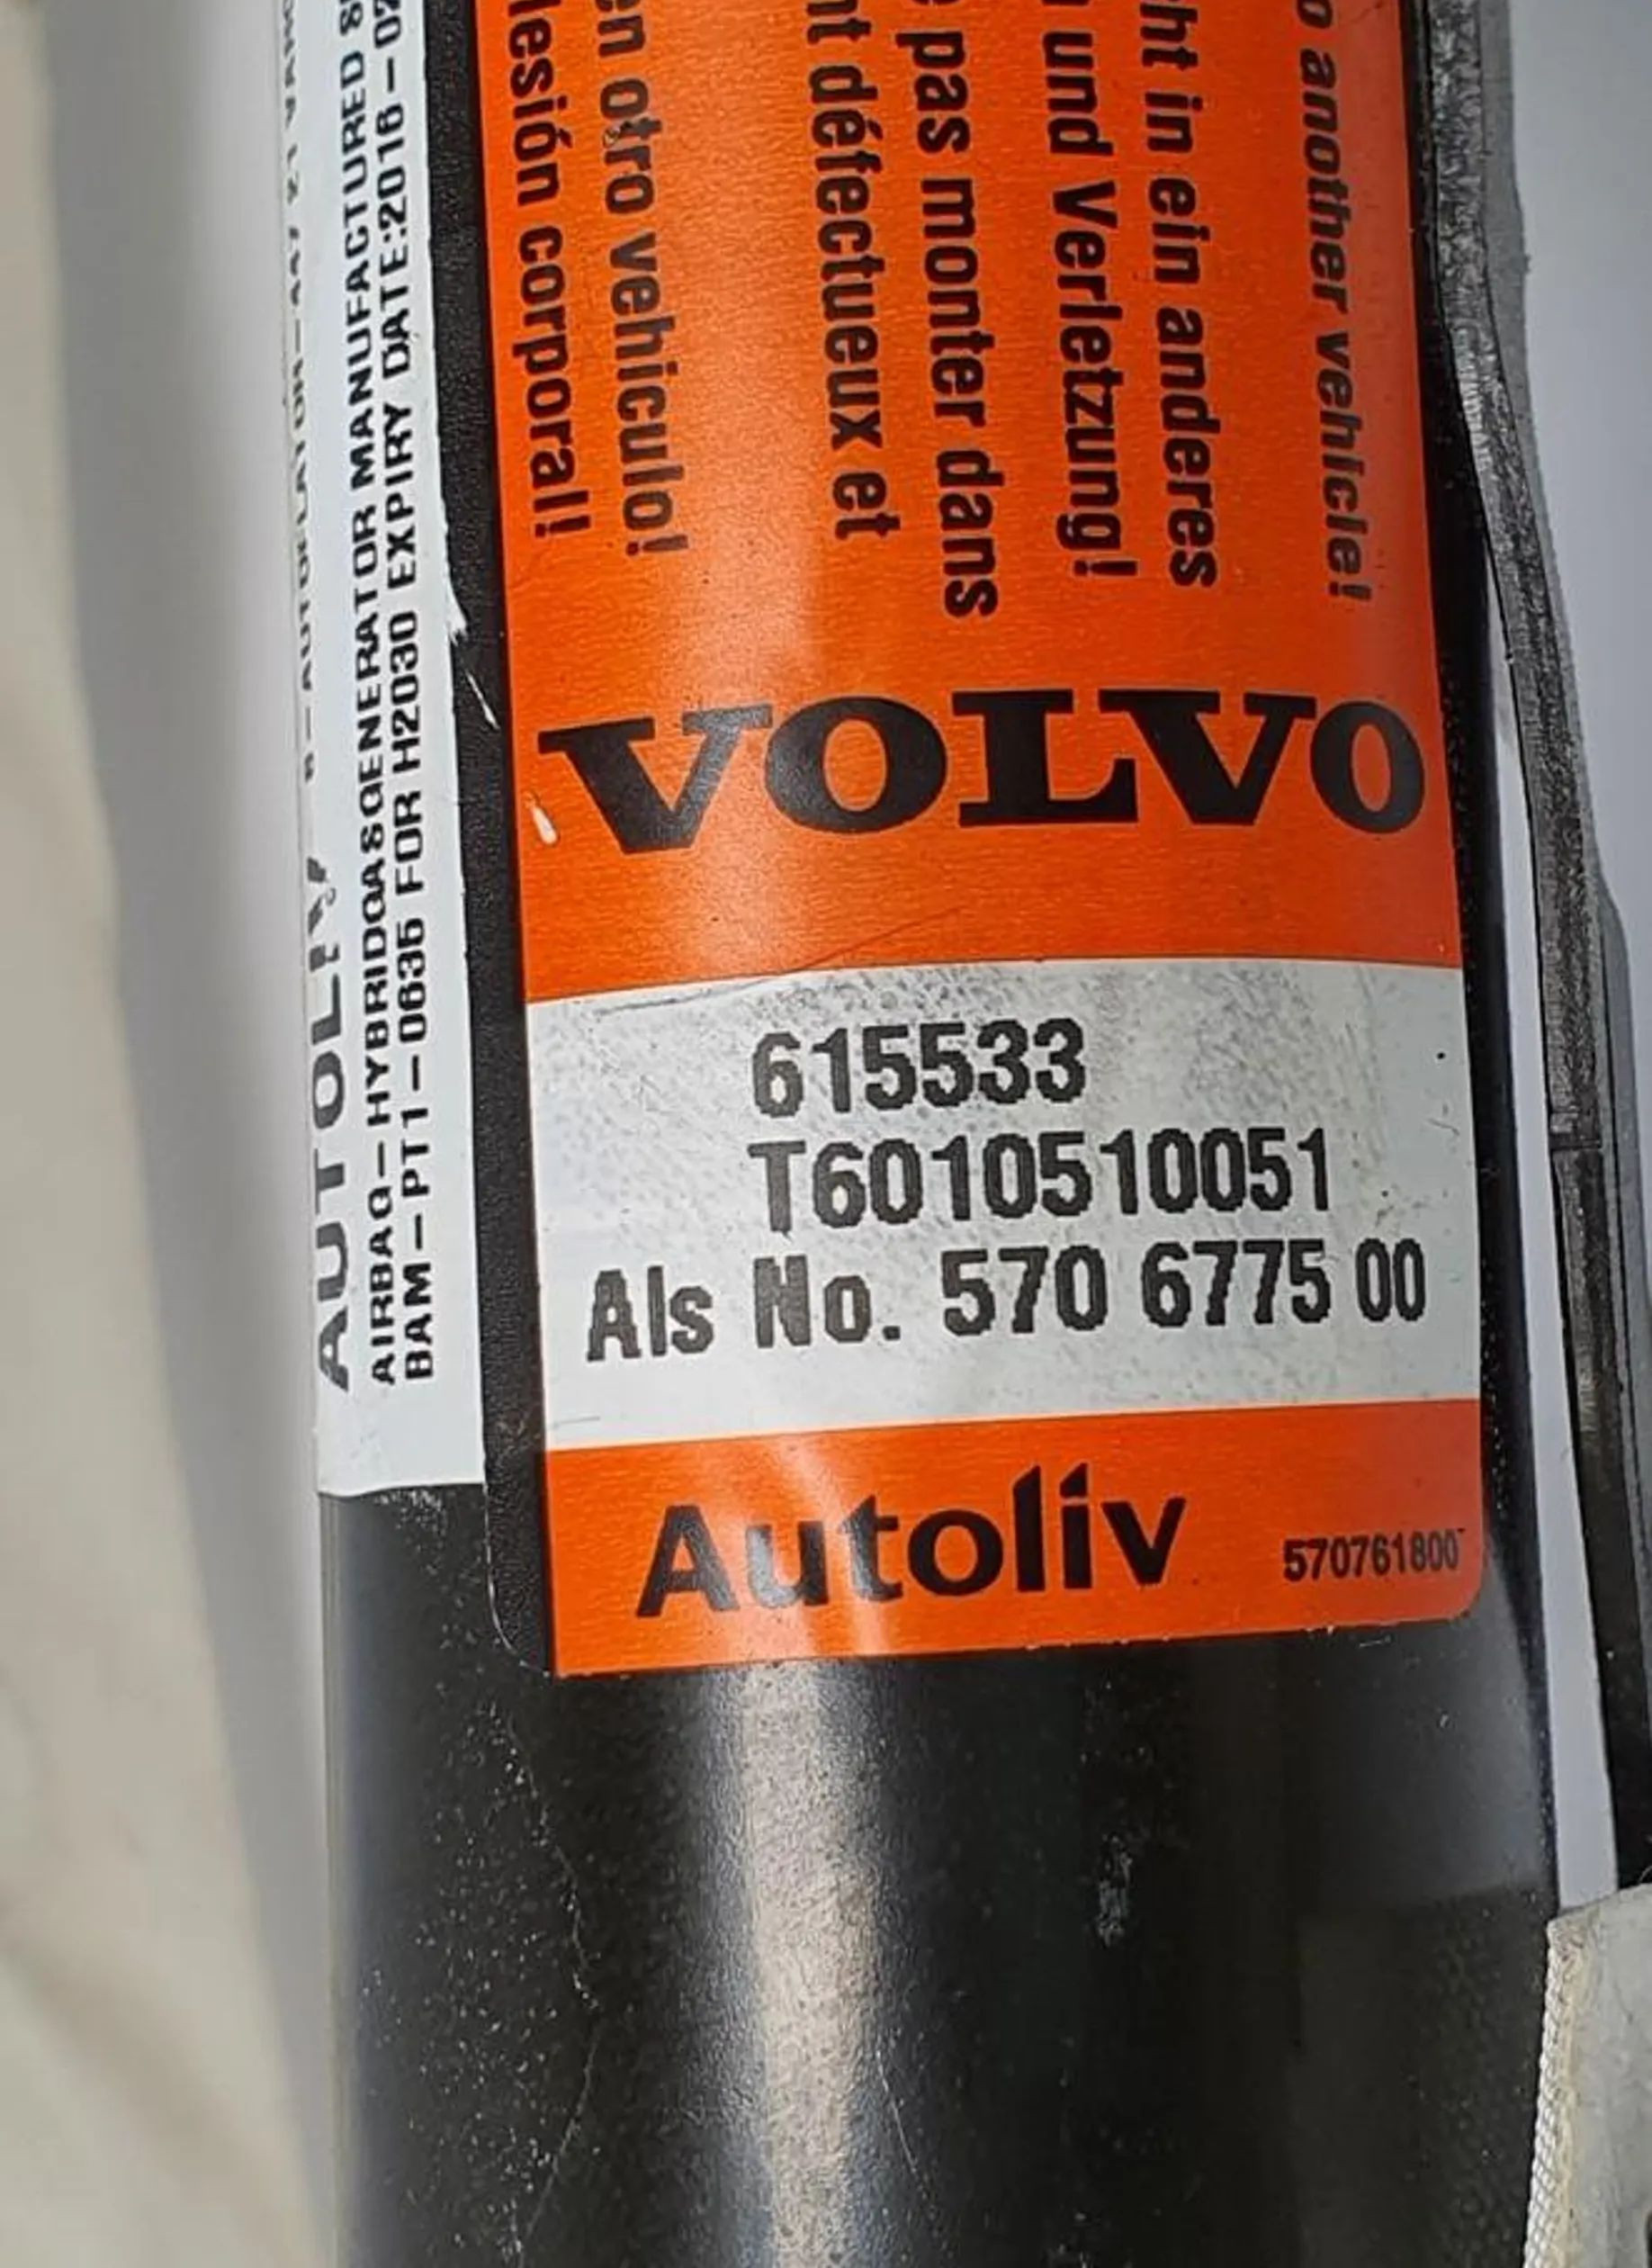 o another vehicle!
ht in ein anderes
und Verletzung!
pas monter dans
nt défectueux et
en otro vehiculo!
lesión corporal!
VOLVO
615533
T6010510051
Als No. 570 6775 00
Autoliv
570761800
AUTOLIV
AIRBAG-HYBRIDGASGENERATOR MANUFACTURED
BAM-PT1-0636 FOR H2030 EXPIRY DATE:2016-02